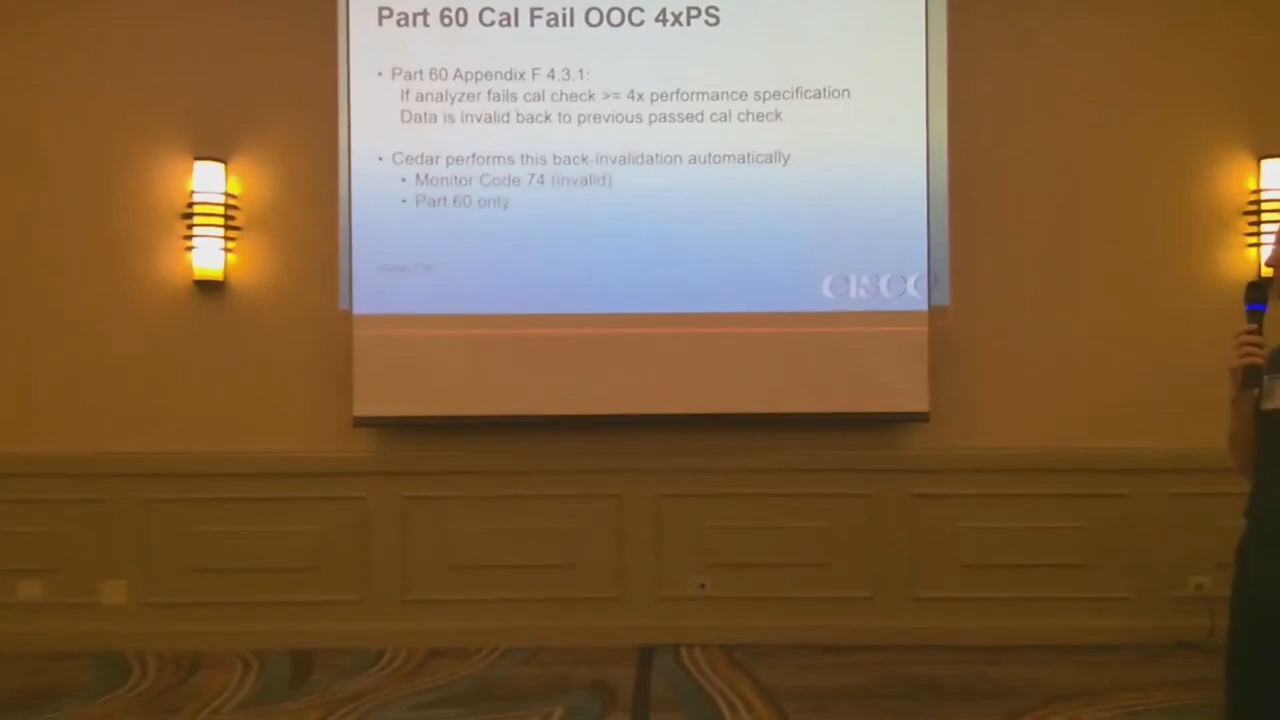 Part 60 Cal Fail OOC 4xPS
• Part 60 Appendix F 4.3.1:
If analyzer fails cal check >= 4x performance specification
Data is invalid back to previous passed cal check
• Cedar performs this back-invalidation automatically
• Monitor Code 74 (invalid)
• Part 60 only
CISCO